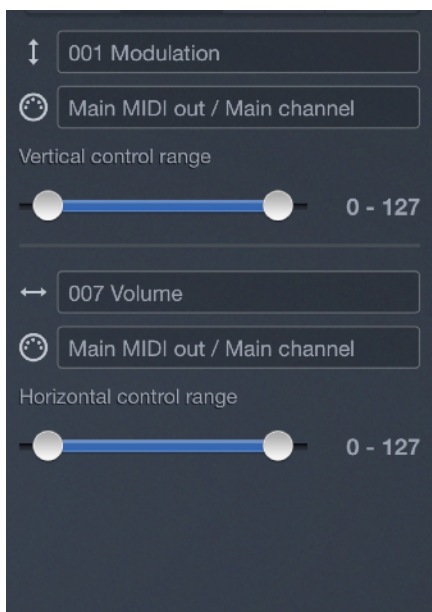 001 Modulation
Main MIDI out / Main channel
Vertical control range
0 - 127
007 Volume
Main MIDI out / Main channel
Horizontal control range
0 - 127